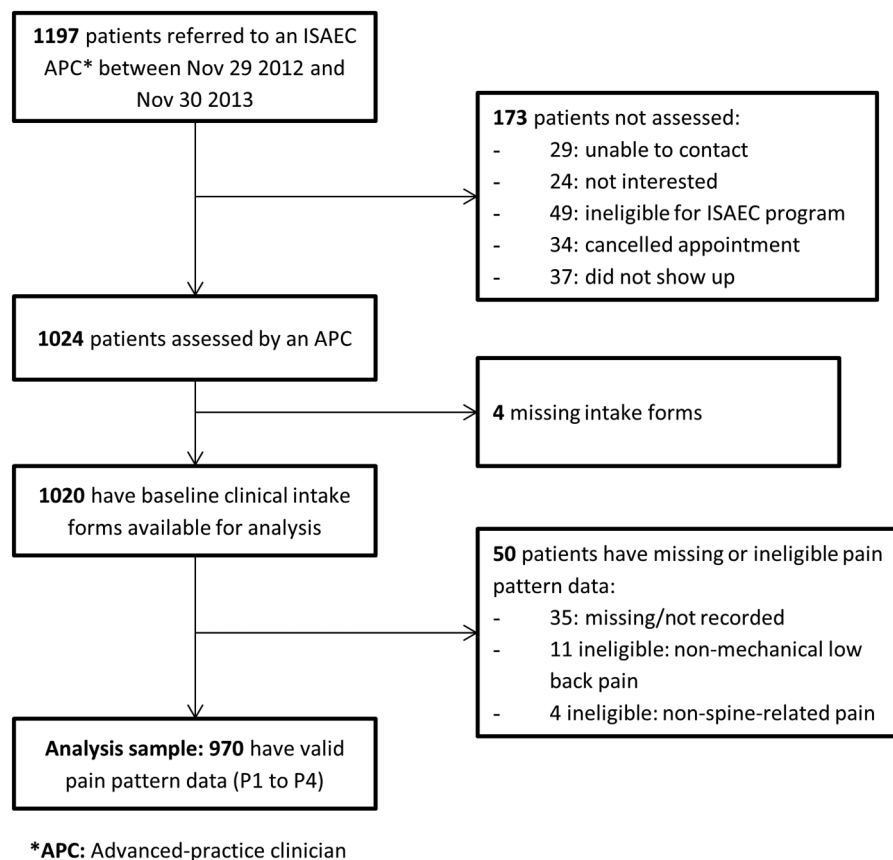 1197 patients referred to an ISAEC
APC* between Nov 29 2012 and
Nov 30 2013
173 patients not assessed:
- 29: unable to contact
- 24: not interested
- 49: ineligible for ISAEC program
- 34: cancelled appointment
- 37: did not show up
1024 patients assessed by an APC
4 missing intake forms
1020 have baseline clinical intake
forms available for analysis
50 patients have missing or ineligible pain
pattern data:
- 35: missing/not recorded
- 11 ineligible: non-mechanical low
back pain
- 4 ineligible: non-spine-related pain
Analysis sample: 970 have valid
pain pattern data (P1 to P4)
*APC: Advanced-practice clinician